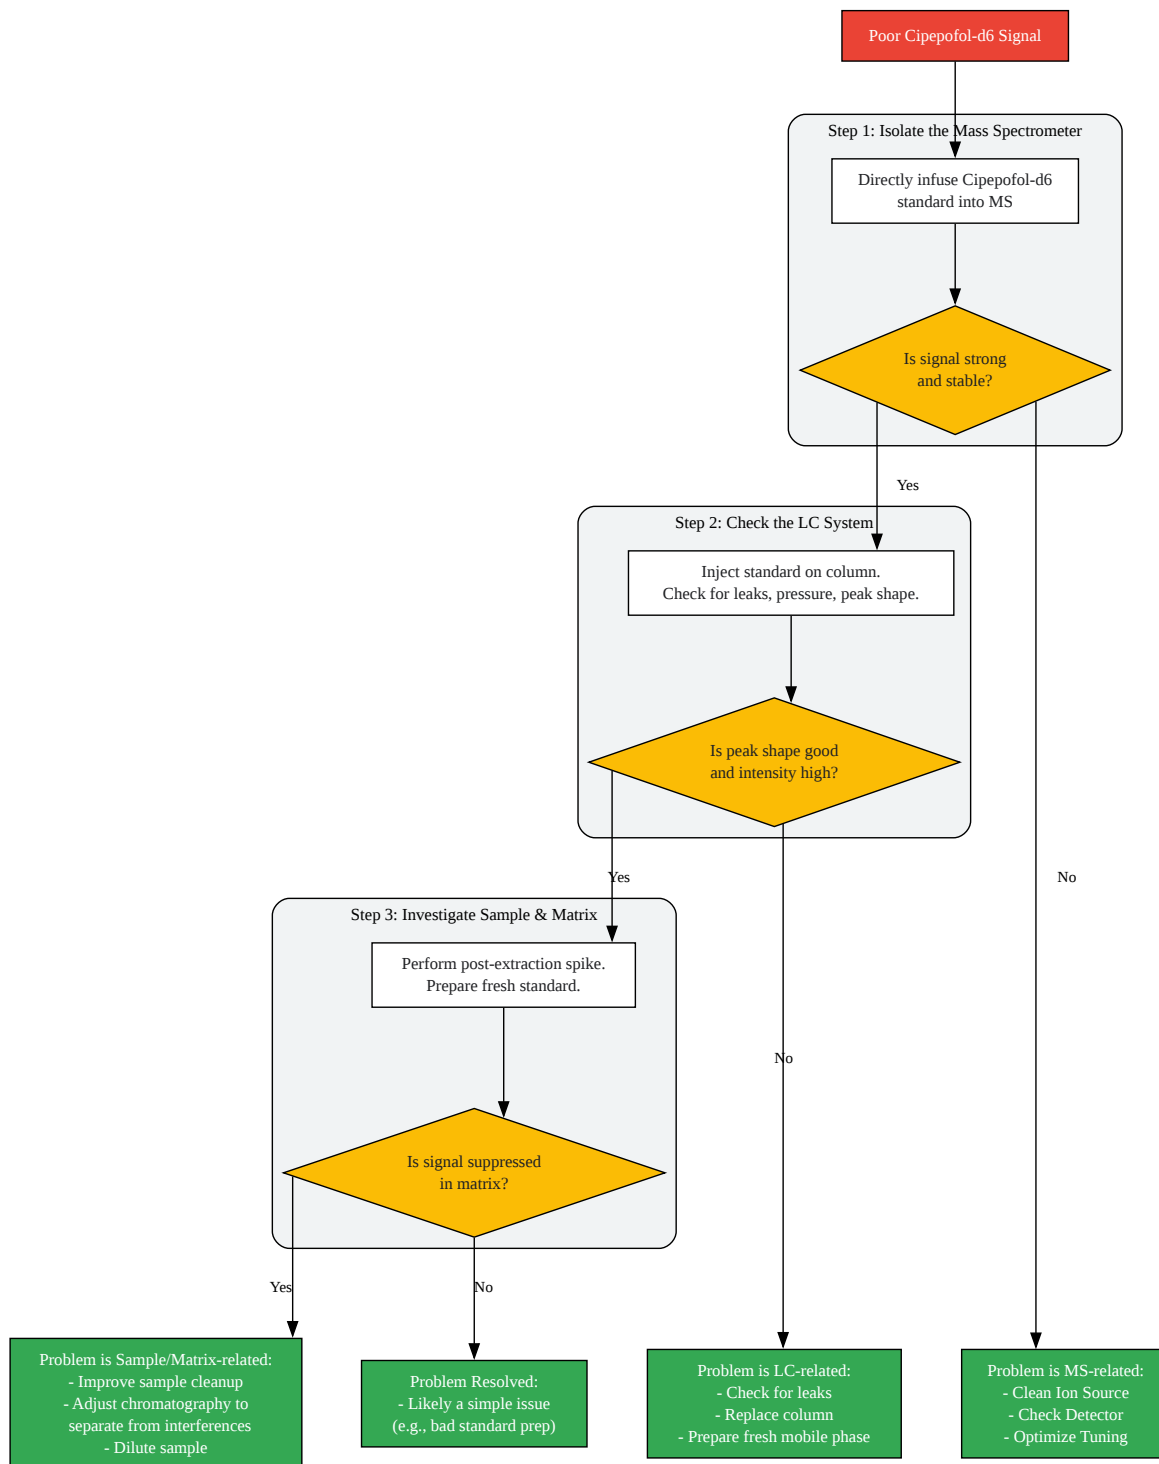 Poor Cipepofol-d6 Signal
Step 1: Isolate the Mass Spectrometer
Directly infuse Cipepofol-d6
standard into MS
Is signal strong
and stable?
Yes
Step 2: Check the LC System
Inject standard on column.
Check for leaks, pressure, peak shape.
Is peak shape good
and intensity high?
Yes
No
Step 3: Investigate Sample & Matrix
Perform post-extraction spike.
Prepare fresh standard.
No
Is signal suppressed
in matrix?
Yes
No
Problem is Sample/Matrix-related:
- Improve sample cleanup
- Adjust chromatography to
separate from interferences
- Dilute sample
Problem Resolved:
- Likely a simple issue
(e.g., bad standard prep)
Problem is LC-related:
- Check for leaks
- Replace column
- Prepare fresh mobile phase
Problem is MS-related:
- Clean Ion Source
- Check Detector
- Optimize Tuning